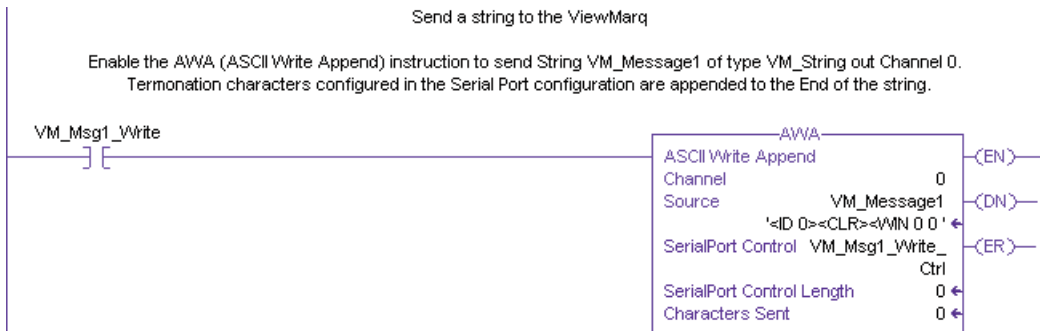 Send a string to the ViewMarq
Enable the AWA (ASCII Write Append) instruction to send String VM_Message1 of type VM_String out Channel 0.
Termonation characters configured in the Serial Port configuration are appended to the End of the string.
VM_Msg1_Write
AWA
ASCII Write Append
EN
Channel 0
Source VM_Message1
DN
'<ID 0><CLR><WIN 0 0 '
SerialPort Control VM_Msg1_Write_
ER
Ctrl
SerialPort Control Length 0
Characters Sent 0